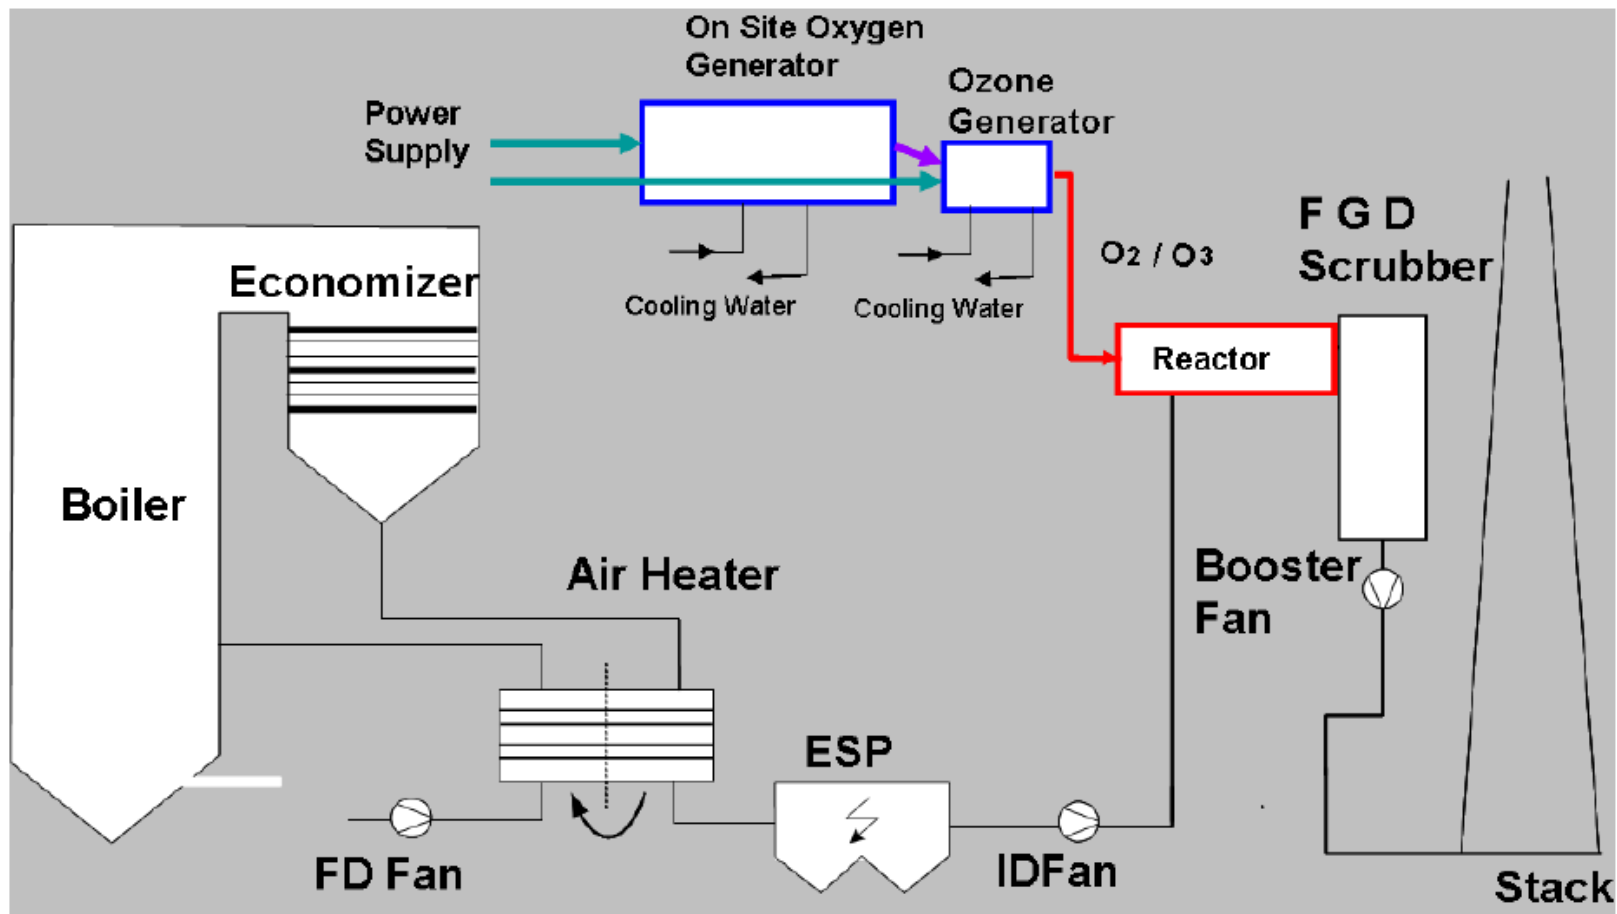 On Site Oxygen
Generator
Ozone
Generator
Power
Supply
F G D
Scrubber
O2 / O3
Economizer
Cooling Water
Cooling Water
Reactor
Boiler
Air Heater
Booster
Fan
ESP
FD Fan
IDFan
Stack